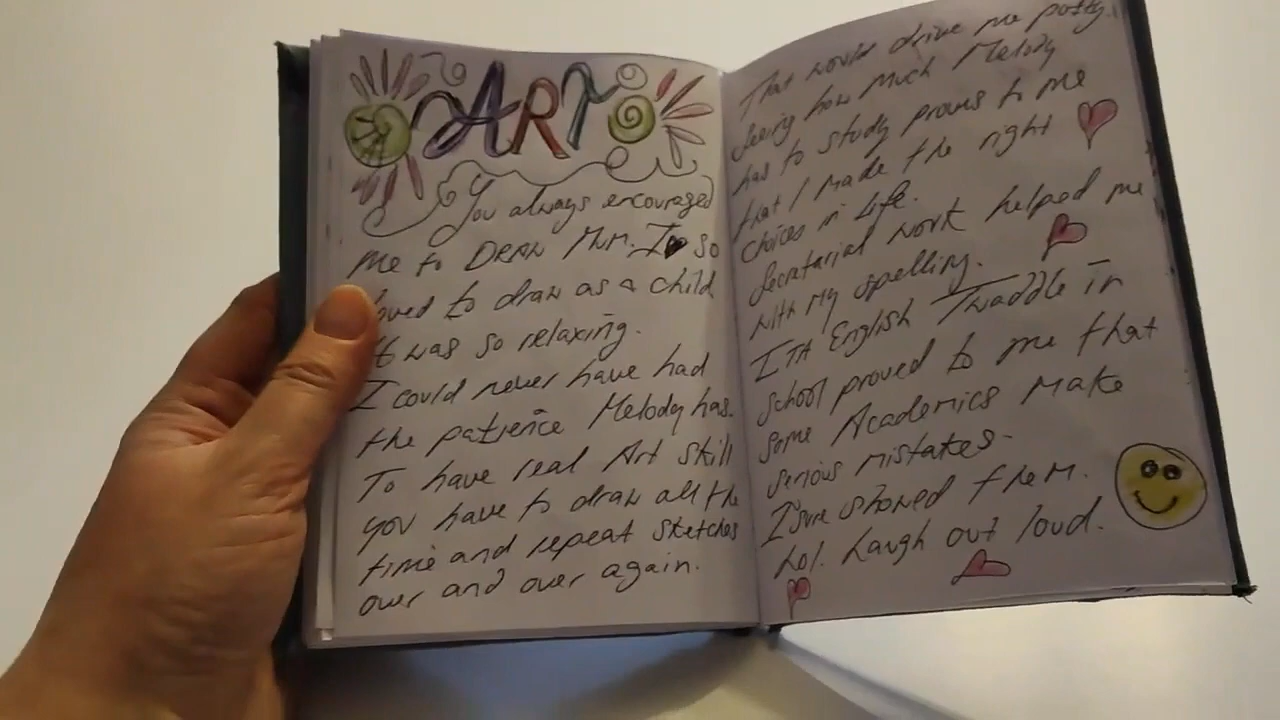 ART
You always encouraged
me to DRAW Mum. I so
loved to draw as a child
it was so relaxing.
I could never have had
the patience Melody has.
To have real Art skill
you have to draw all the
time and repeat sketches
over and over again.
That would drive me potty.
Seeing how much Melody
has to study proves to me
that I made the right
choices in Life.
Secretarial work helped me
with my spelling.
English Twaddle in
school proved to me that
some Academics make
serious mistakes.
I sure showed them.
Lol. Laugh out loud.